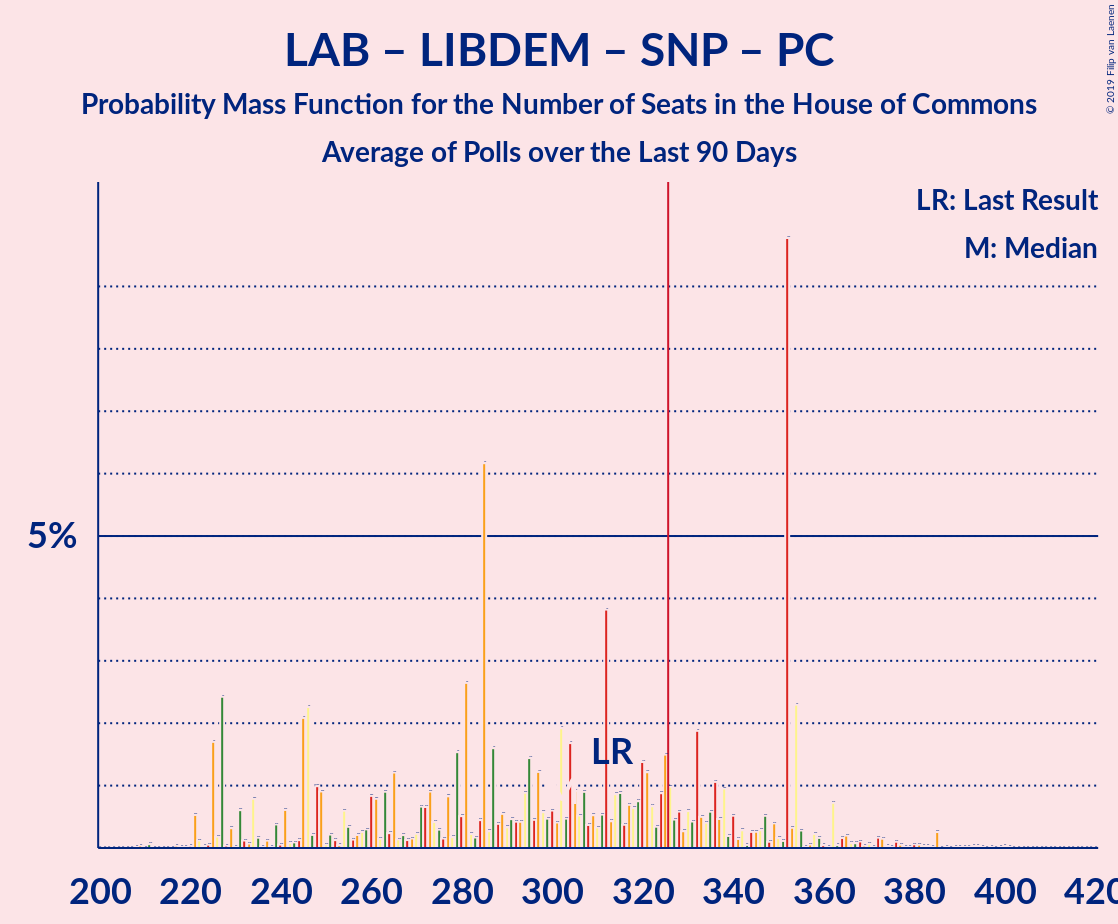 LAB – LIBDEM – SNP – PC
Probability Mass Function for the Number of Seats in the House of Commons
Average of Polls over the Last 90 Days
© 2019 Filip van Laenen
LR: Last Result
M: Median
5%
LR
200 220 240 260 280 300 320 340 360 380 400 420